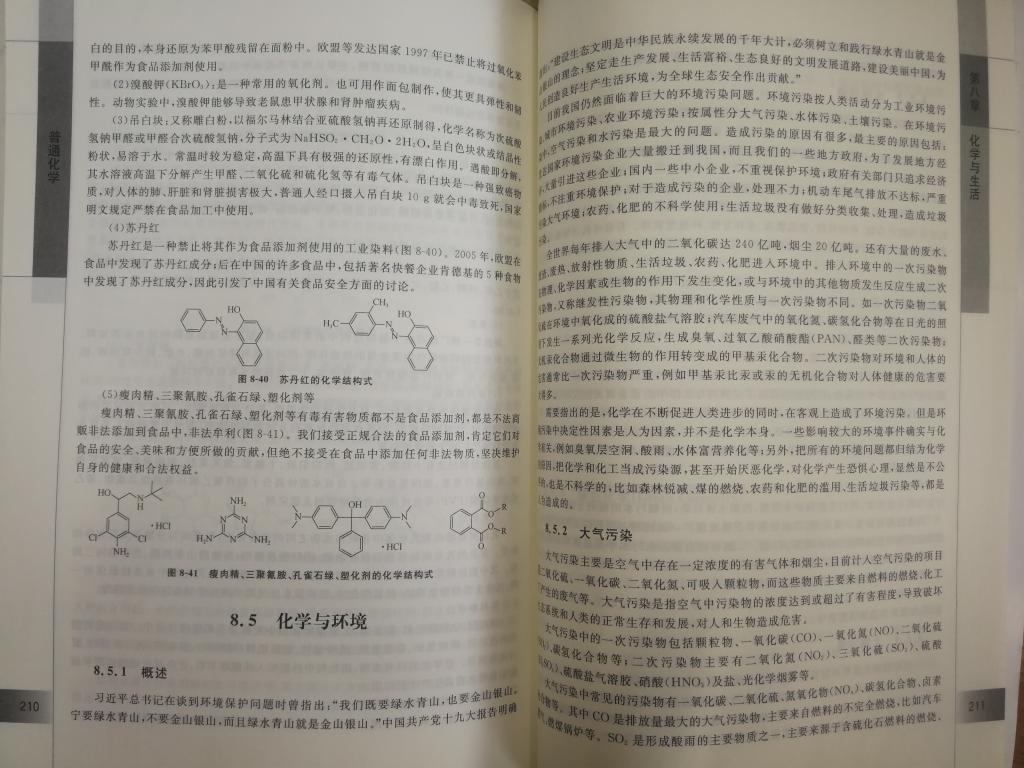 普通化学
白的目的,本身还原为苯甲酸残留在面粉中。欧盟等发达国家1997年已禁止将过氧化苯
甲酰作为食品添加剂使用。
(2)溴酸钾(KBrO₃):是一种常用的氧化剂。也可用作面包制作,使其更具弹性和韧
性。动物实验中,溴酸钾能够导致老鼠患甲状腺和肾肿瘤疾病。
(3)吊白块:又称雕白粉,以福尔马林结合亚硫酸氢钠再还原制得,化学名称为次硫酸
氢钠甲醛或甲醛合次硫酸氢钠,分子式为NaHSO₂·CH₂O·2H₂O,呈白色块状或结晶性
粉状,易溶于水。常温时较为稳定,高温下具有极强的还原性,有漂白作用。遇酸即分解,
其水溶液高温下分解产生甲醛、二氧化硫和硫化氢等有毒气体。吊白块是一种强致癌物
质,对人体的肺、肝脏和肾脏损害极大,普通人经口摄入吊白块10 g就会中毒致死,国家
明文规定严禁在食品加工中使用。
(4)苏丹红
苏丹红是一种禁止将其作为食品添加剂使用的工业染料(图8-40)。2005年,欧盟在
食品中发现了苏丹红成分;后在中国的许多食品中,包括著名快餐企业肯德基的5种食物
中发现了苏丹红成分,因此引发了中国有关食品安全方面的讨论。
HO N N CH₃ H₃C N N HO
图8-40 苏丹红的化学结构式
(5)瘦肉精、三聚氰胺、孔雀石绿、塑化剂等
瘦肉精、三聚氰胺、孔雀石绿、塑化剂等有毒有害物质都不是食品添加剂,都是不法商
贩非法添加到食品中,非法牟利(图8-41)。我们接受正规合法的食品添加剂,肯定它们对
食品的安全、美味和方便所做的贡献,但绝不接受在食品中添加任何非法物质,坚决维护
自身的健康和合法权益。
HO N H Cl Cl NH₂ ·HCl NH₂ N N N H₂N NH₂ N OH N ·HCl O O R O R O
图8-41 瘦肉精、三聚氰胺、孔雀石绿、塑化剂的化学结构式
8.5 化学与环境
8.5.1 概述
习近平总书记在谈到环境保护问题时曾指出:“我们既要绿水青山,也要金山银山。
宁要绿水青山,不要金山银山,而且绿水青山就是金山银山。”中国共产党十九大报告明确
210
“建设生态文明是中华民族永续发展的千年大计,必须树立和践行绿水青山就是金
山的理念;坚定走生产发展、生活富裕、生态良好的文明发展道路,建设美丽中国,为
创造良好生产生活环境,为全球生态安全作出贡献。”
目前我国仍然面临着巨大的环境污染问题。环境污染按人类活动分为工业环境污
城市环境污染、农业环境污染;按属性分大气污染、水体污染、土壤污染。在环境污
中,空气污染和水污染是最大的问题。造成污染的原因有很多,最主要的原因包括:
国家环境污染企业大量搬迁到我国,而且我们的一些地方政府,为了发展地方经
大量引进这些企业;国内一些中小企业,不重视保护环境;政府有关部门只追求经济
不注重环境保护;对于造成污染的企业,处理不力;机动车尾气排放不达标,严重
大气环境;农药、化肥的不科学使用;生活垃圾没有做好分类收集、处理,造成垃圾
染。
全世界每年排入大气中的二氧化碳达240亿吨,烟尘20亿吨。还有大量的废水、
废热、放射性物质、生活垃圾、农药、化肥进入环境中。排入环境中的一次污染物
物理、化学因素或生物的作用下发生变化,或与环境中的其他物质发生反应生成二次
污染物,又称继发性污染物,其物理和化学性质与一次污染物不同。如一次污染物二氧
在环境中氧化成的硫酸盐气溶胶;汽车废气中的氧化氮、碳氢化合物等在日光的照
下发生一系列光化学反应,生成臭氧、过氧乙酸硝酸酯(PAN)、醛类等二次污染物;
机汞化合物通过微生物的作用转变成的甲基汞化合物。二次污染物对环境和人体的
通常比一次污染物严重,例如甲基汞比汞或汞的无机化合物对人体健康的危害要
得多。
需要指出的是,化学在不断促进人类进步的同时,在客观上造成了环境污染。但是环
污染中决定性因素是人为因素,并不是化学本身。一些影响较大的环境事件确实与化
有关,例如臭氧层空洞、酸雨、水体富营养化等;另外,把所有的环境问题都归结为化学
原因,把化学和化工当成污染源,甚至开始厌恶化学,对化学产生恐惧心理,显然是不公
的,也是不科学的,比如森林锐减、煤的燃烧、农药和化肥的滥用、生活垃圾污染等,都是
造成的。
8.5.2 大气污染
大气污染主要是空气中存在一定浓度的有害气体和烟尘,目前计入空气污染的项目
二氧化硫、一氧化碳、二氧化氮、可吸入颗粒物,而这些物质主要来自燃料的燃烧、化工
产生的废气等。大气污染是指空气中污染物的浓度达到或超过了有害程度,导致破坏
态系统和人类的正常生存和发展,对人和生物造成危害。
大气污染中的一次污染物包括颗粒物、一氧化碳(CO)、一氧化氮(NO)、二氧化硫
碳氢化合物等;二次污染物主要有二氧化氮(NO₂)、三氧化硫(SO₃)、硫酸
硫酸盐气溶胶、硝酸(HNO₃)及盐、光化学烟雾等。
大气污染中常见的污染物有一氧化碳、二氧化硫、氮氧化物(NOₓ)、碳氢化合物、卤素
等。其中CO是排放量最大的大气污染物,主要来自燃料的不完全燃烧,比如汽车
燃煤锅炉等。SO₂是形成酸雨的主要物质之一,主要来源于含硫化石燃料的燃烧、
第八章 化学与生活
211